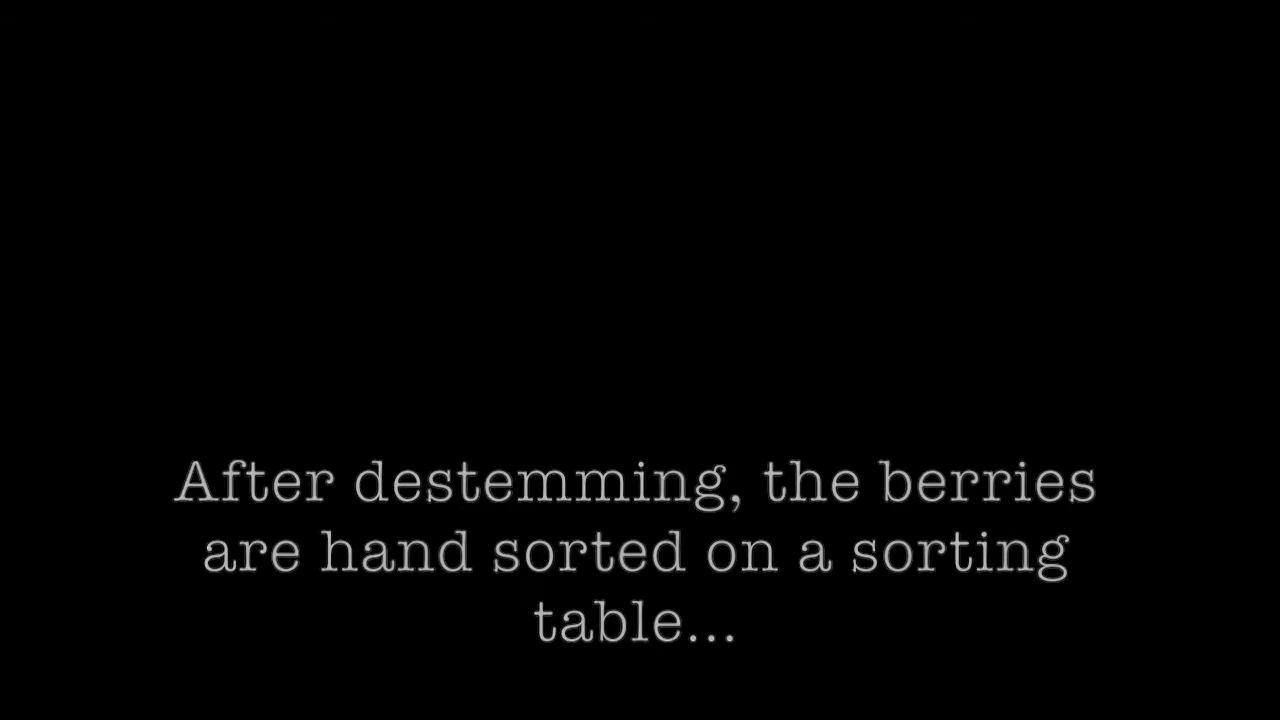 After destemming, the berries
are hand sorted on a sorting
table...